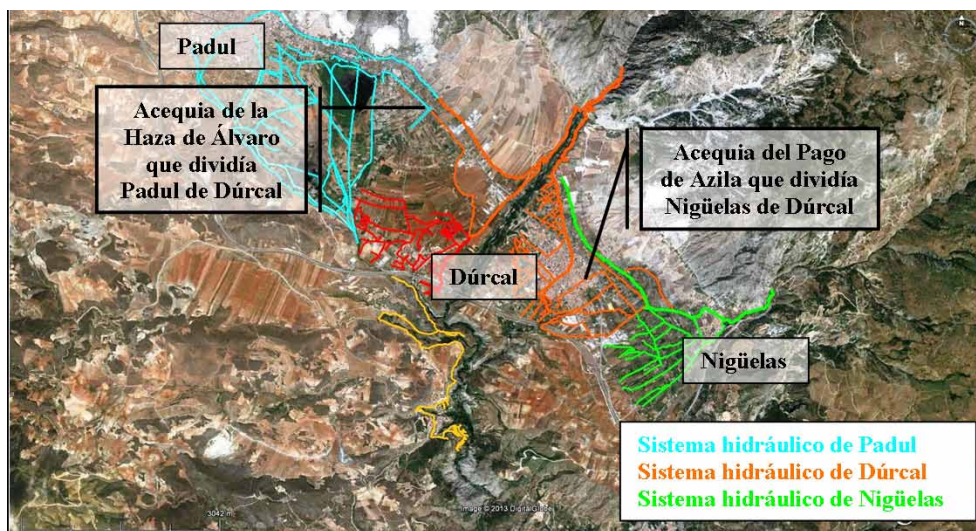 Padul
Acequia de la
Haza de Álvaro
que dividía
Padul de Dúrcal
Acequia del Pago
de Azila que dividía
Nigüelas de Dúrcal
Dúrcal
Nigüelas
Sistema hidráulico de Padul
Sistema hidráulico de Dúrcal
Sistema hidráulico de Nigüelas
3042 m
Image © 2013 DigitalGlobe